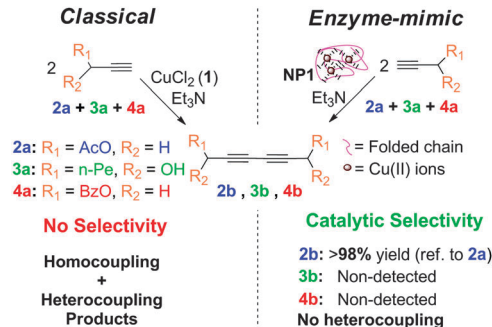 Classical
Enzyme-mimic
2
R1
R2
CuCl2 (1)
Et3N
2a + 3a + 4a
NP1
2
R1
R2
Et3N
2a + 3a + 4a
2a: R1 = AcO, R2 = H
3a: R1 = n-Pe, R2 = OH
4a: R1 = BzO, R2 = H
R1
R2
R1
R2
2b , 3b , 4b
= Folded chain
= Cu(II) ions
No Selectivity
Homocoupling
+
Heterocoupling
Products
Catalytic Selectivity
2b: >98% yield (ref. to 2a)
3b: Non-detected
4b: Non-detected
No heterocoupling